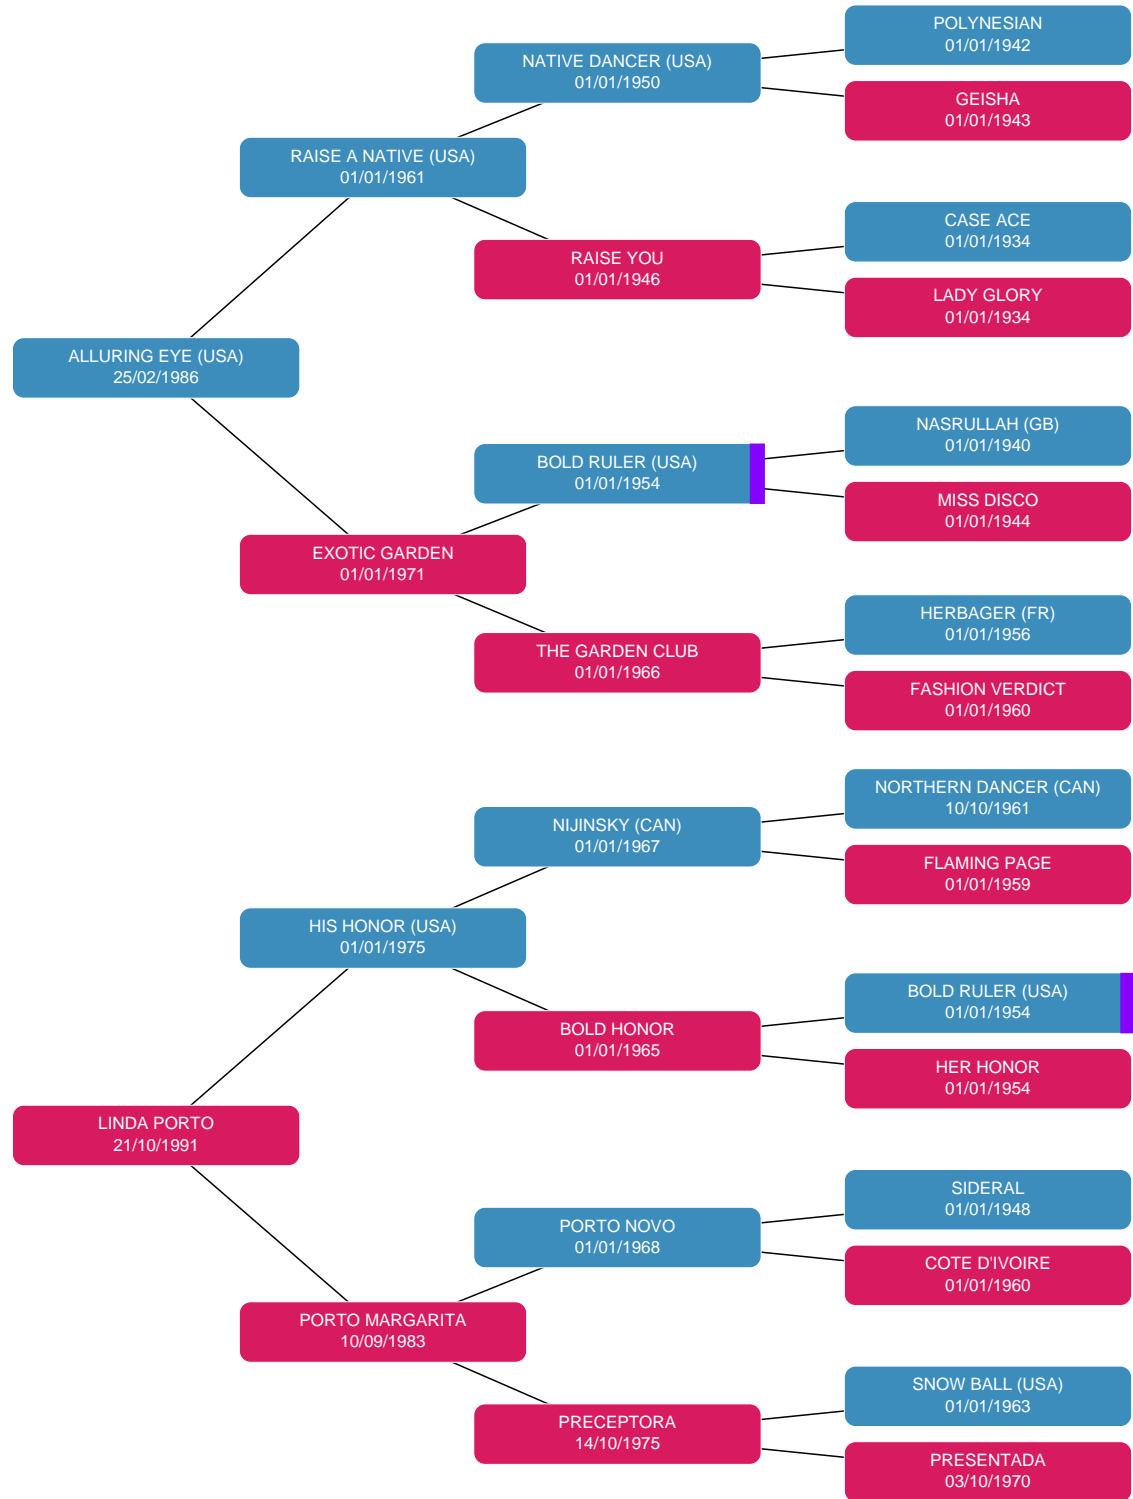 POLYNESIAN
01/01/1942
NATIVE DANCER (USA)
01/01/1950
GEISHA
01/01/1943
RAISE A NATIVE (USA)
01/01/1961
CASE ACE
01/01/1934
RAISE YOU
01/01/1946
LADY GLORY
01/01/1934
ALLURING EYE (USA)
25/02/1986
NASRULLAH (GB)
01/01/1940
BOLD RULER (USA)
01/01/1954
MISS DISCO
01/01/1944
EXOTIC GARDEN
01/01/1971
HERBAGER (FR)
01/01/1956
THE GARDEN CLUB
01/01/1966
FASHION VERDICT
01/01/1960
NORTHERN DANCER (CAN)
10/10/1961
NIJINSKY (CAN)
01/01/1967
FLAMING PAGE
01/01/1959
HIS HONOR (USA)
01/01/1975
BOLD RULER (USA)
01/01/1954
BOLD HONOR
01/01/1965
HER HONOR
01/01/1954
LINDA PORTO
21/10/1991
SIDERAL
01/01/1948
PORTO NOVO
01/01/1968
COTE D'IVOIRE
01/01/1960
PORTO MARGARITA
10/09/1983
SNOW BALL (USA)
01/01/1963
PRECEPTORA
14/10/1975
PRESENTADA
03/10/1970